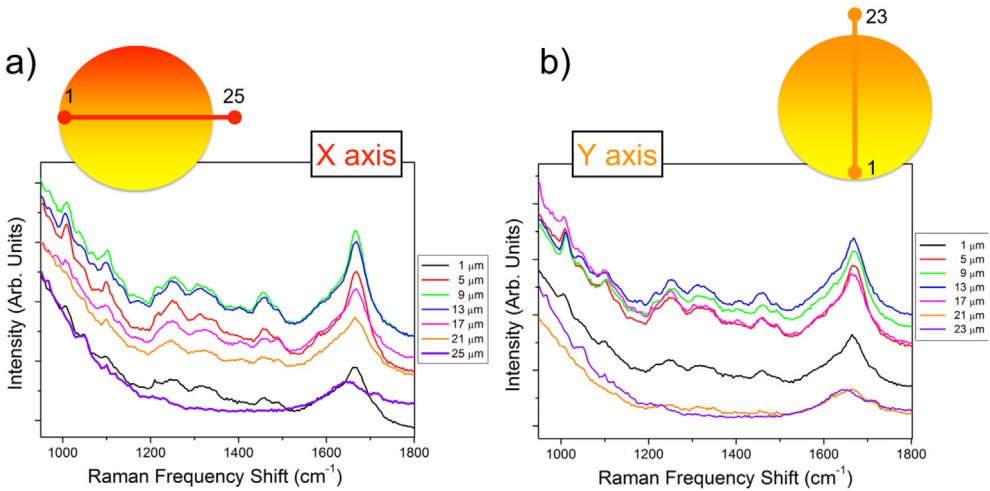 a)
1
25
X axis
Intensity (Arb. Units)
1 μm
5 μm
9 μm
13 μm
17 μm
21 μm
25 μm
1000 1200 1400 1600 1800
Raman Frequency Shift (cm⁻¹)
b)
23
1
Y axis
Intensity (Arb. Units)
1 μm
5 μm
9 μm
13 μm
17 μm
21 μm
23 μm
1000 1200 1400 1600 1800
Raman Frequency Shift (cm⁻¹)